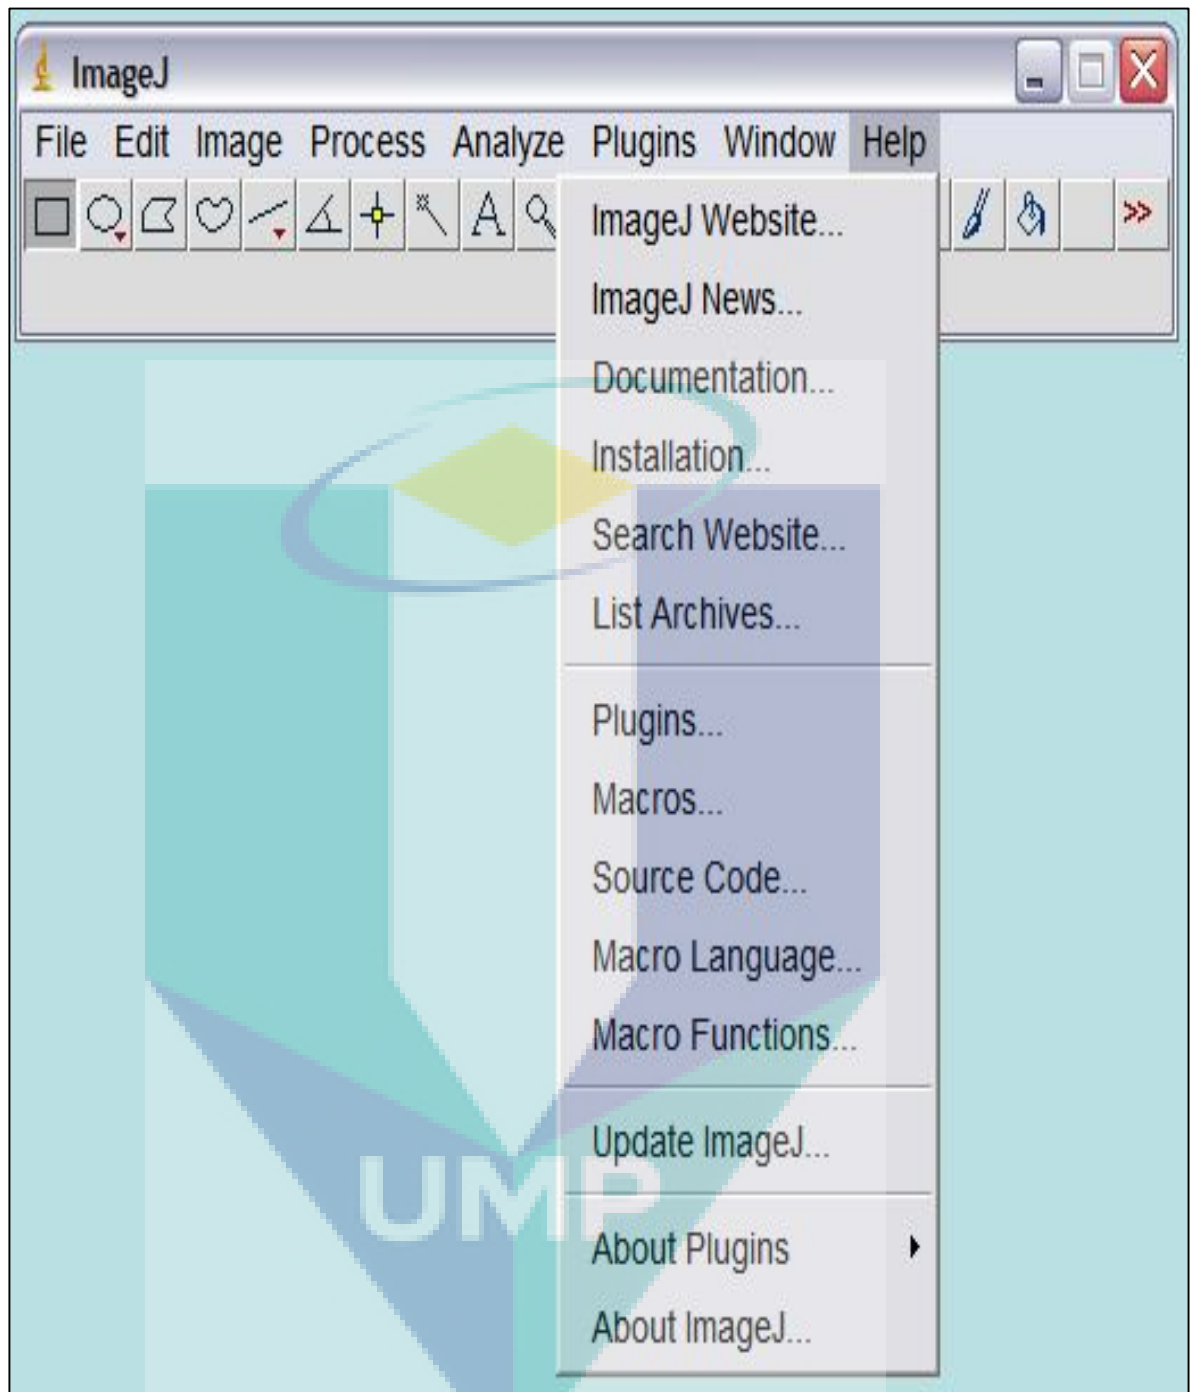 ImageJ
File Edit Image Process Analyze Plugins Window Help
A
ImageJ Website...
ImageJ News...
Documentation...
Installation...
Search Website...
List Archives...
Plugins...
Macros...
Source Code...
Macro Language...
Macro Functions...
Update ImageJ...
UMP
About Plugins
About ImageJ...